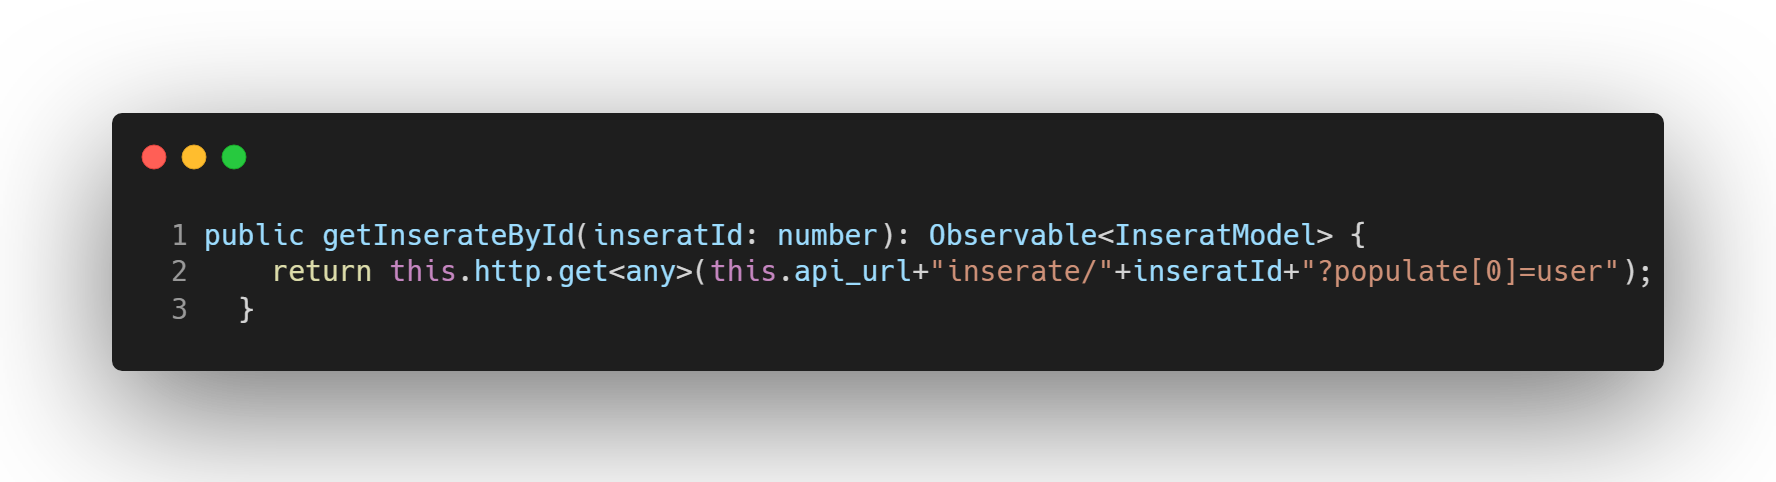 1 public getInserateById(inseratId: number): Observable<InseratModel> {
2     return this.http.get<any>(this.api_url+"inserate/"+inseratId+"?populate[0]=user");
3   }